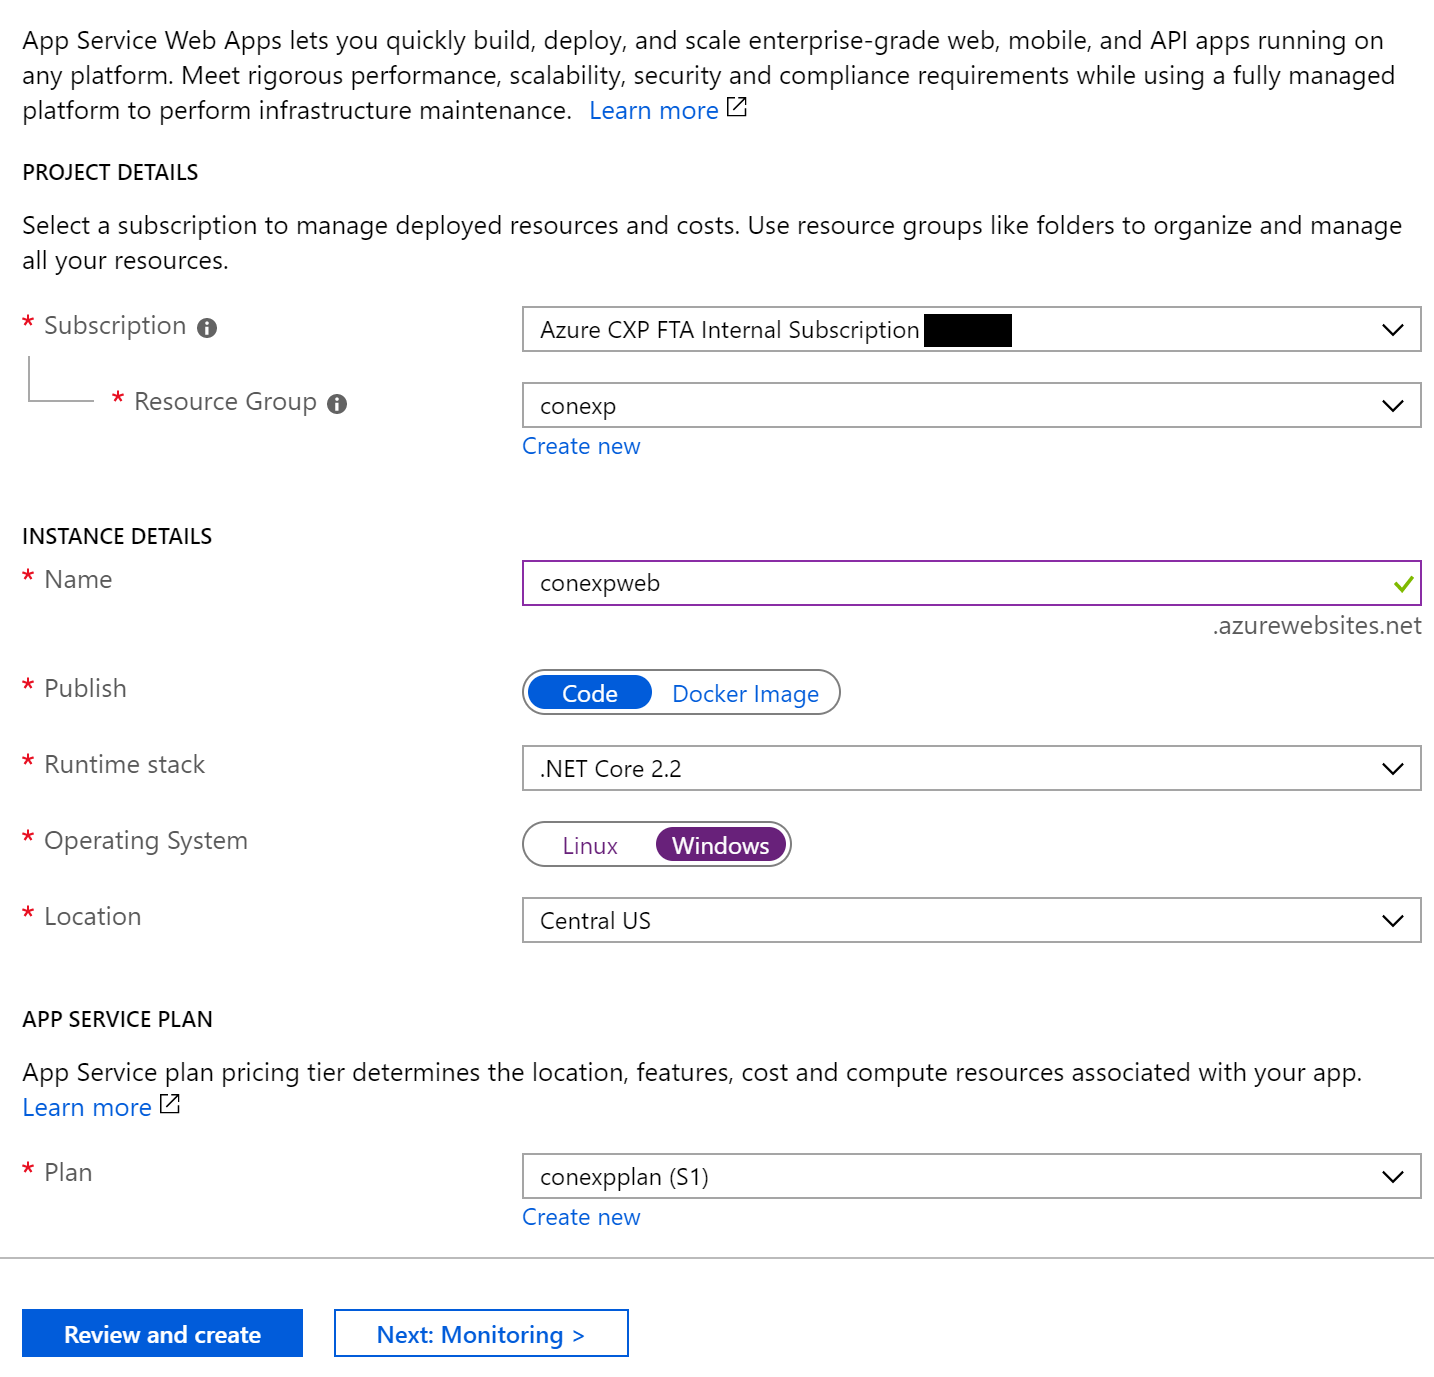 App Service Web Apps lets you quickly build, deploy, and scale enterprise-grade web, mobile, and API apps running on
any platform. Meet rigorous performance, scalability, security and compliance requirements while using a fully managed
platform to perform infrastructure maintenance. Learn more
PROJECT DETAILS
Select a subscription to manage deployed resources and costs. Use resource groups like folders to organize and manage
all your resources.
* Subscription
Azure CXP FTA Internal Subscription
* Resource Group
conexp
Create new
INSTANCE DETAILS
* Name
conexpweb
.azurewebsites.net
* Publish
Code Docker Image
* Runtime stack
.NET Core 2.2
* Operating System
Linux Windows
* Location
Central US
APP SERVICE PLAN
App Service plan pricing tier determines the location, features, cost and compute resources associated with your app.
Learn more
* Plan
conexpplan (S1)
Create new
Review and create
Next: Monitoring >